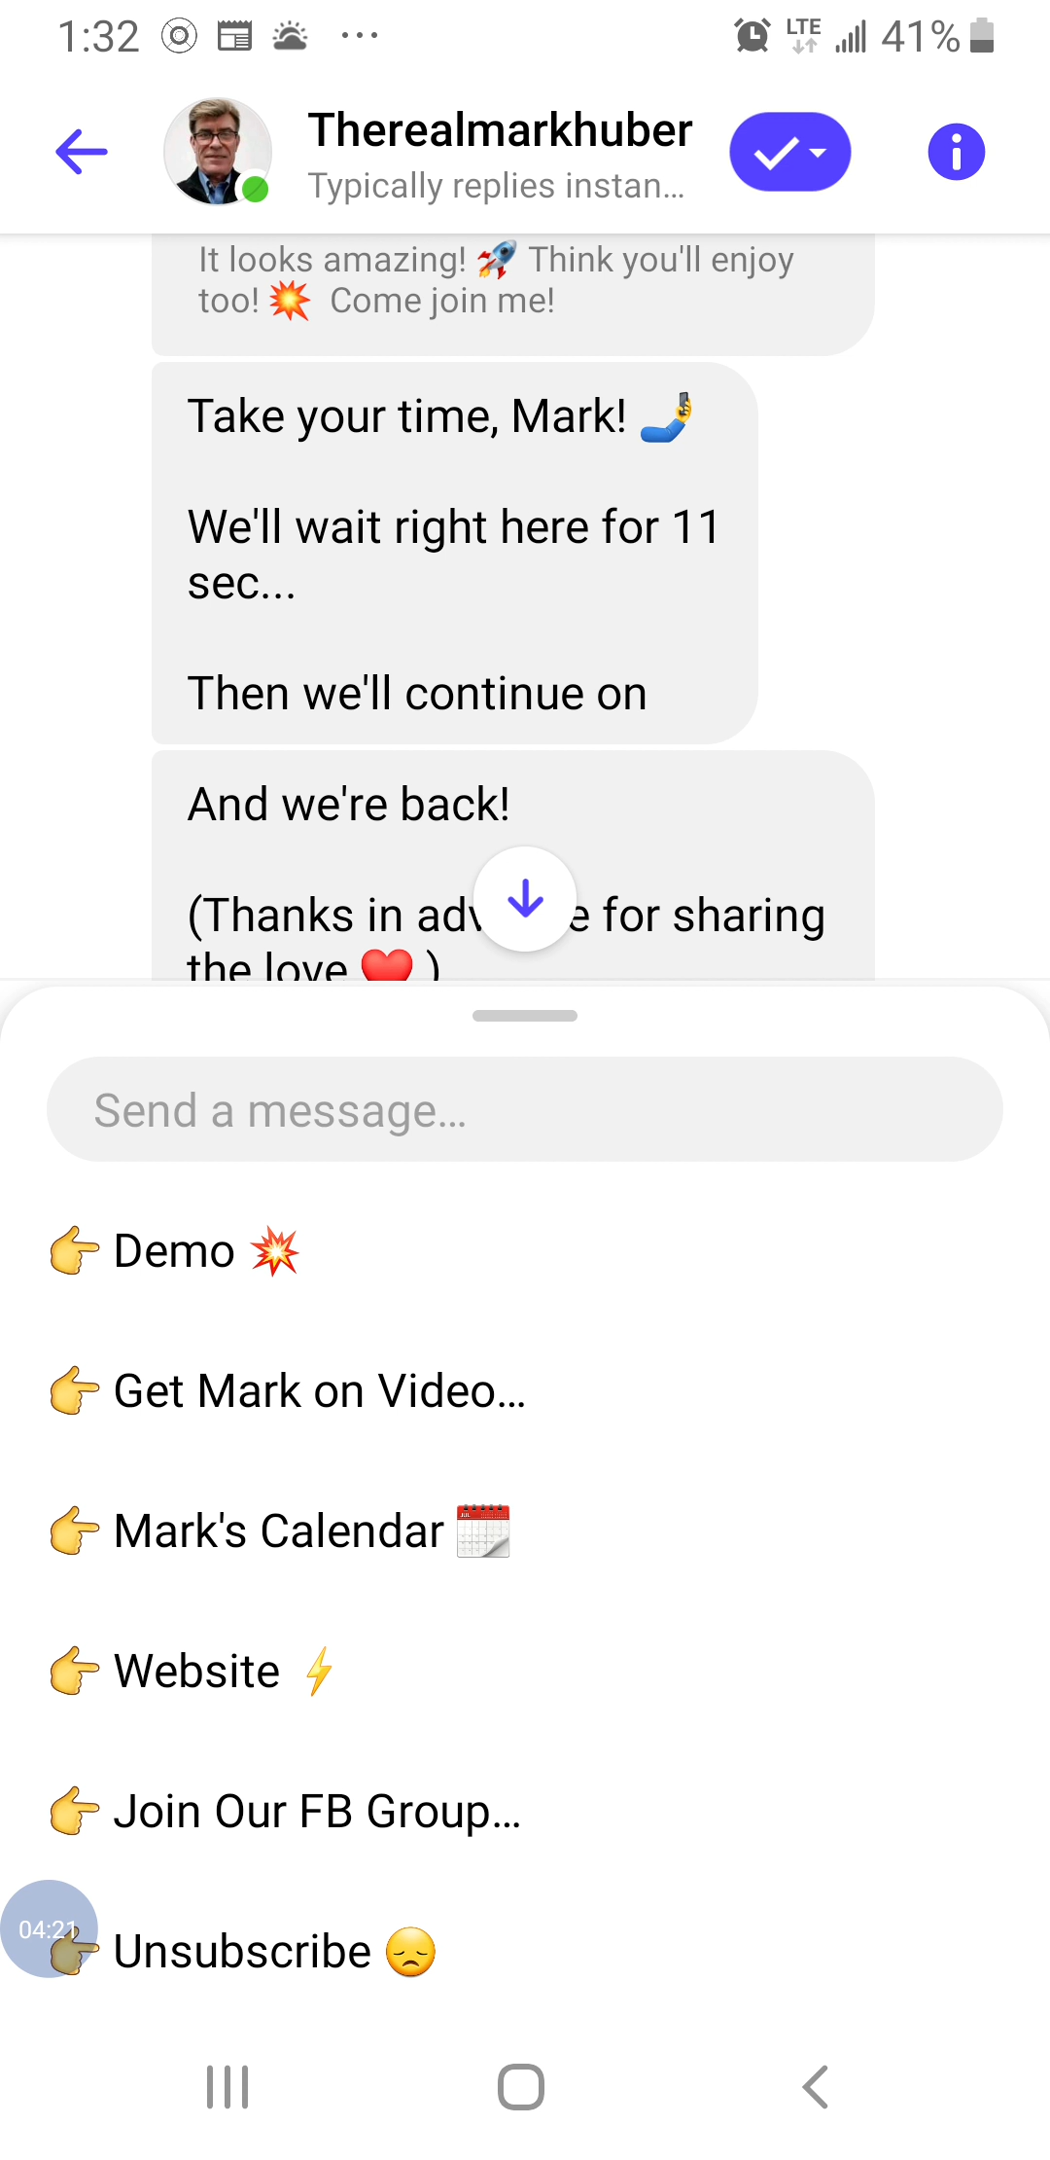 1:32 LTE 41%
Therealmarkhuber
Typically replies instan...
It looks amazing! 🚀 Think you'll enjoy
too! 💥 Come join me!
Take your time, Mark! 🤳
We'll wait right here for 11
sec...
Then we'll continue on
And we're back!
(Thanks in adv e for sharing
the love ❤️ )
Send a message...
👉 Demo 💥
👉 Get Mark on Video...
👉 Mark's Calendar 📅
👉 Website ⚡
👉 Join Our FB Group...
04:21
👉 Unsubscribe 😞